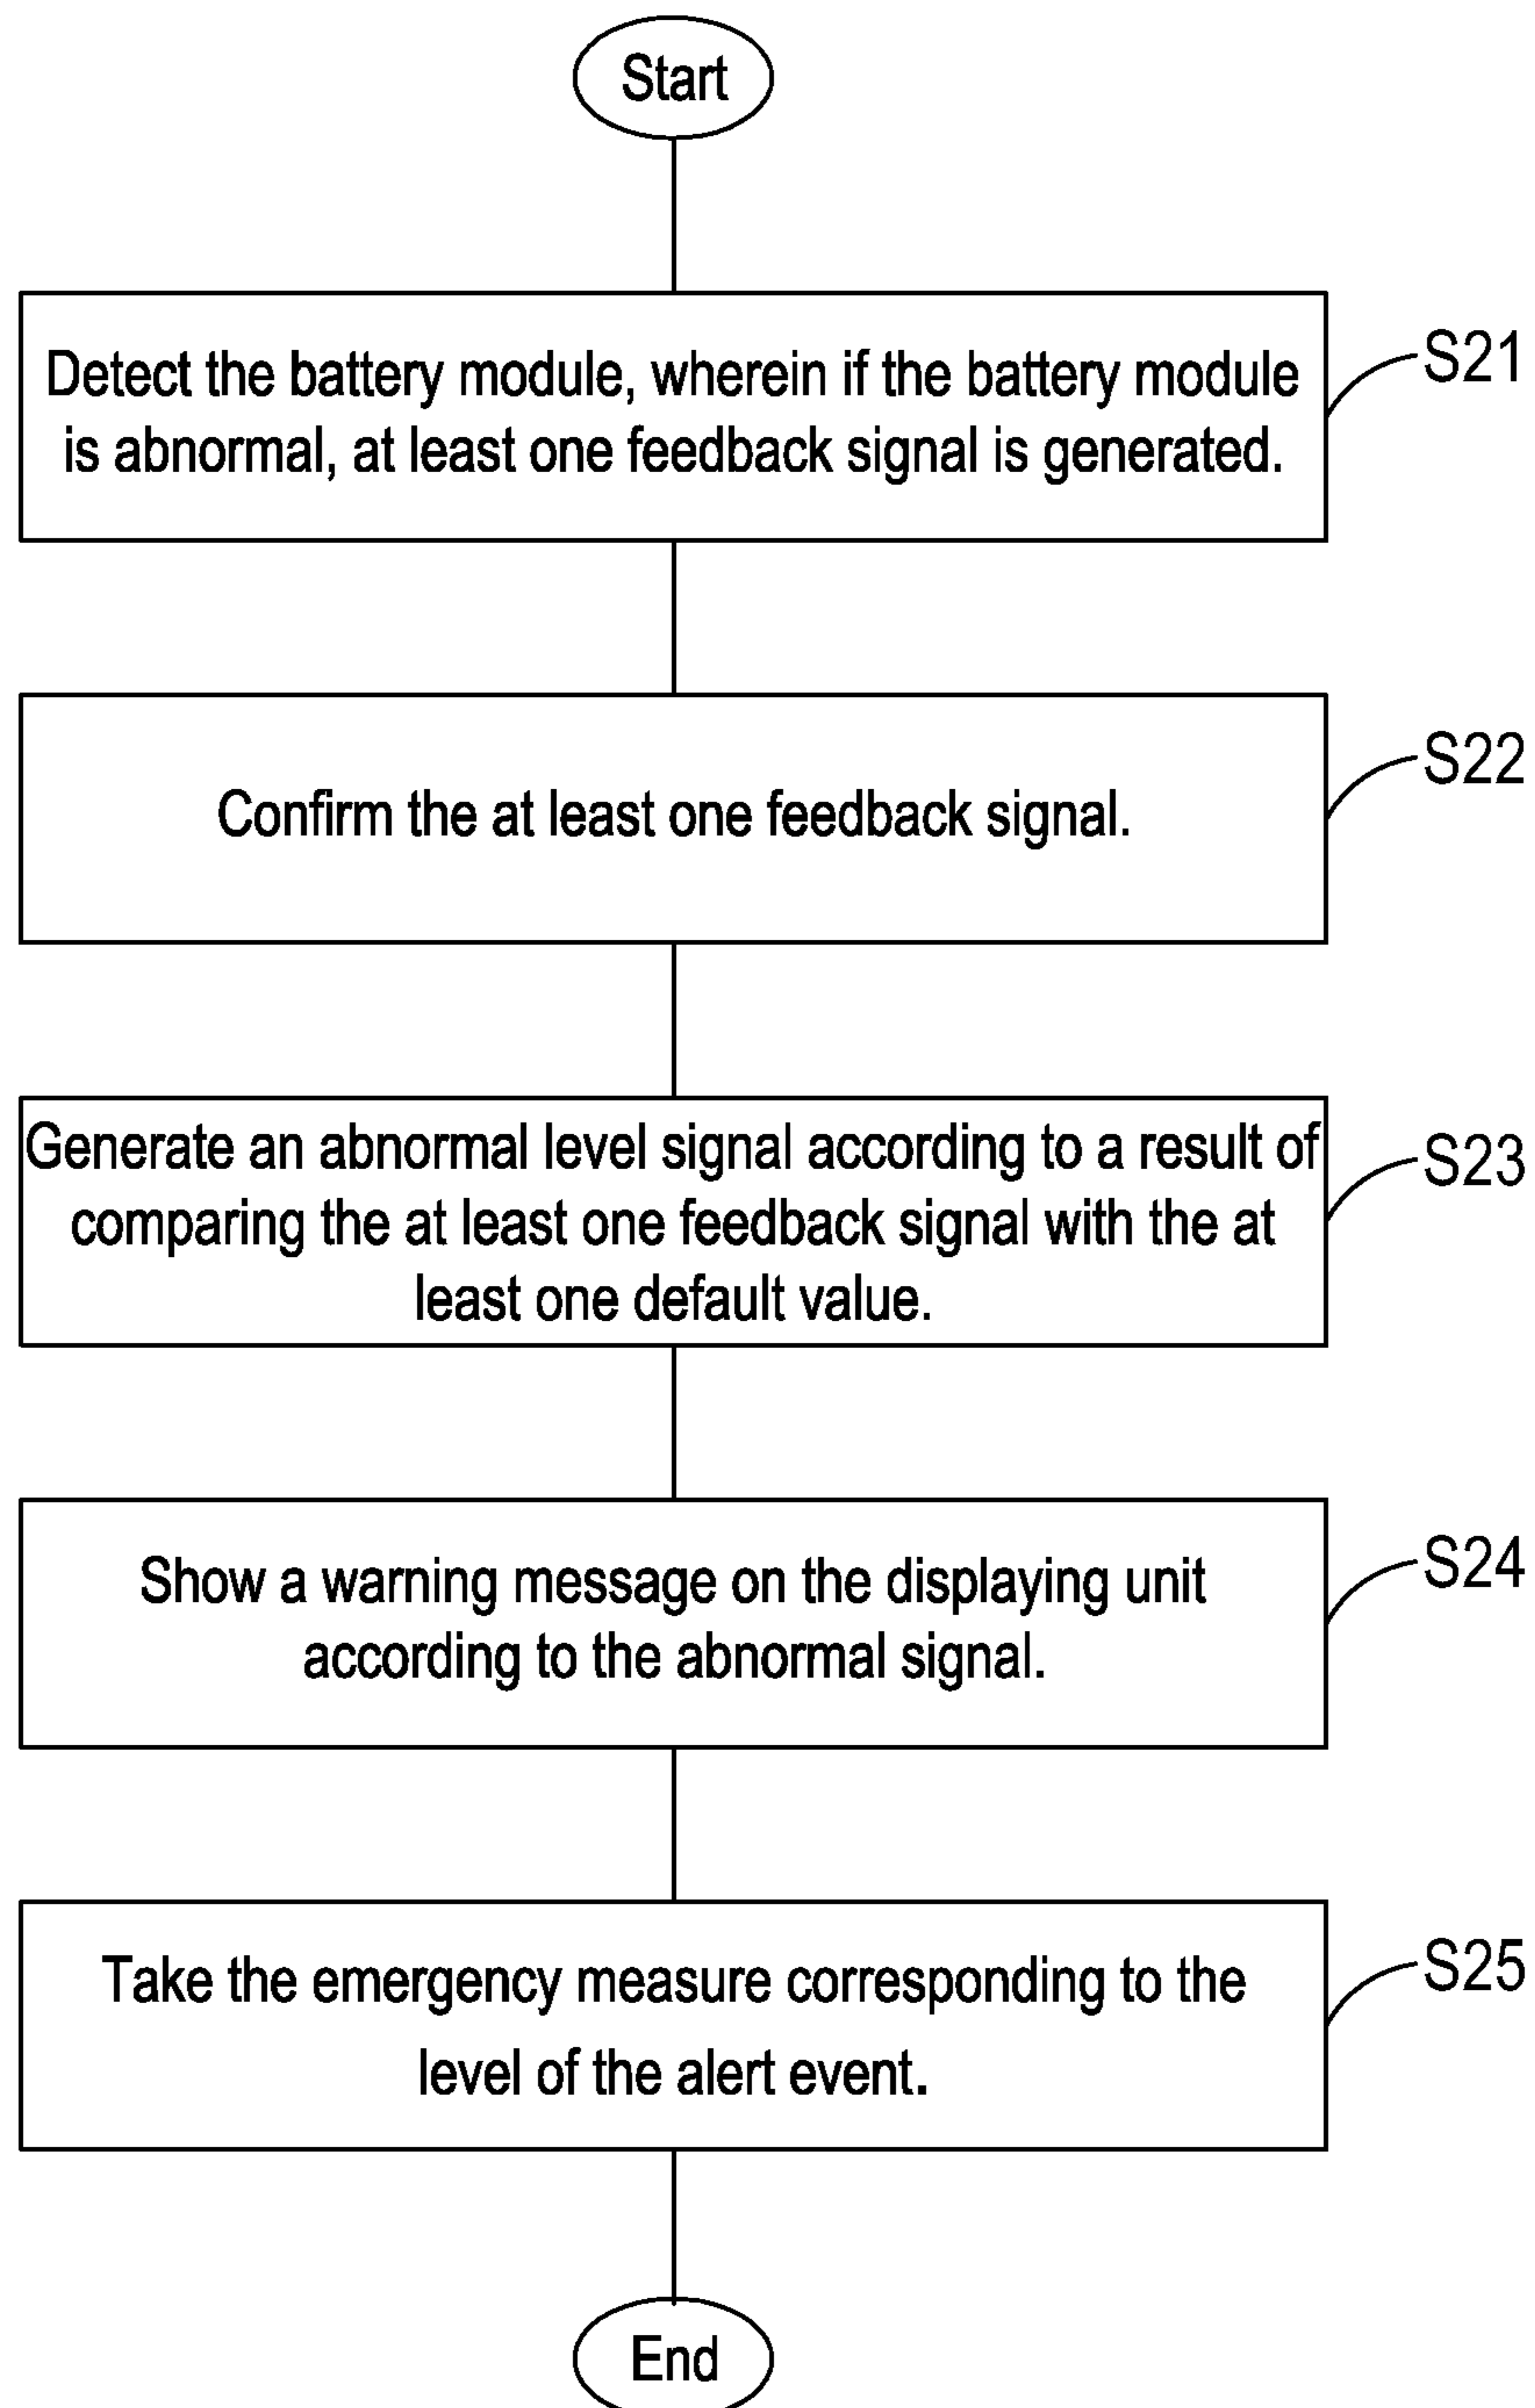 Start
Detect the battery module, wherein if the battery module
is abnormal, at least one feedback signal is generated.
S21
Confirm the at least one feedback signal.
S22
Generate an abnormal level signal according to a result of
comparing the at least one feedback signal with the at
least one default value.
S23
Show a warning message on the displaying unit
according to the abnormal signal.
S24
Take the emergency measure corresponding to the
level of the alert event.
S25
End